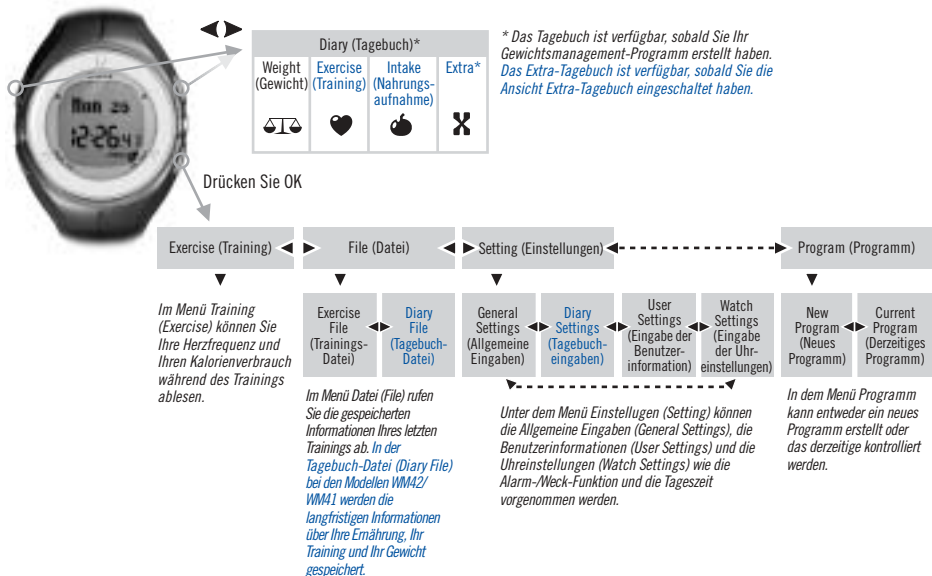 Diary (Tagebuch)*
Weight
(Gewicht)
Exercise
(Training)
Intake
(Nahrungs-
aufnahme)
Extra*
* Das Tagebuch ist verfügbar, sobald Sie Ihr
Gewichtsmanagement-Programm erstellt haben.
Das Extra-Tagebuch ist verfügbar, sobald Sie die
Ansicht Extra-Tagebuch eingeschaltet haben.
12:26
Drücken Sie OK
Exercise (Training)
File (Datei)
Setting (Einstellungen)
Program (Programm)
Im Menü Training
(Exercise) können Sie
Ihre Herzfrequenz und
Ihren Kalorienverbrauch
während des Trainings
ablesen.
Exercise
File
(Trainings-
Datei)
Diary
File
(Tagebuch-
Datei)
General
Settings
(Allgemeine
Eingaben)
Diary
Settings
(Tagebuch-
eingaben)
User
Settings
(Eingabe der
Benutzer-
information)
Watch
Settings
(Eingabe
der Uhr-
einstellungen)
New
Program
(Neues
Programm)
Current
Program
(Derzeitiges
Programm)
Im Menü Datei (File) rufen
Sie die gespeicherten
Informationen Ihres letzten
Trainings ab. In der
Tagebuch-Datei (Diary File)
bei den Modellen WM42/
WM41 werden die
langfristigen Informationen
über Ihre Ernährung, Ihr
Training und Ihr Gewicht
gespeichert.
Unter dem Menü Einstellugen (Setting) können
die Allgemeine Eingaben (General Settings), die
Benutzerinformationen (User Settings) und die
Uhreinstellungen (Watch Settings) wie die
Alarm-/Weck-Funktion und die Tageszeit
vorgenommen werden.
In dem Menü Programm
kann entweder ein neues
Programm erstellt oder
das derzeitige kontrolliert
werden.